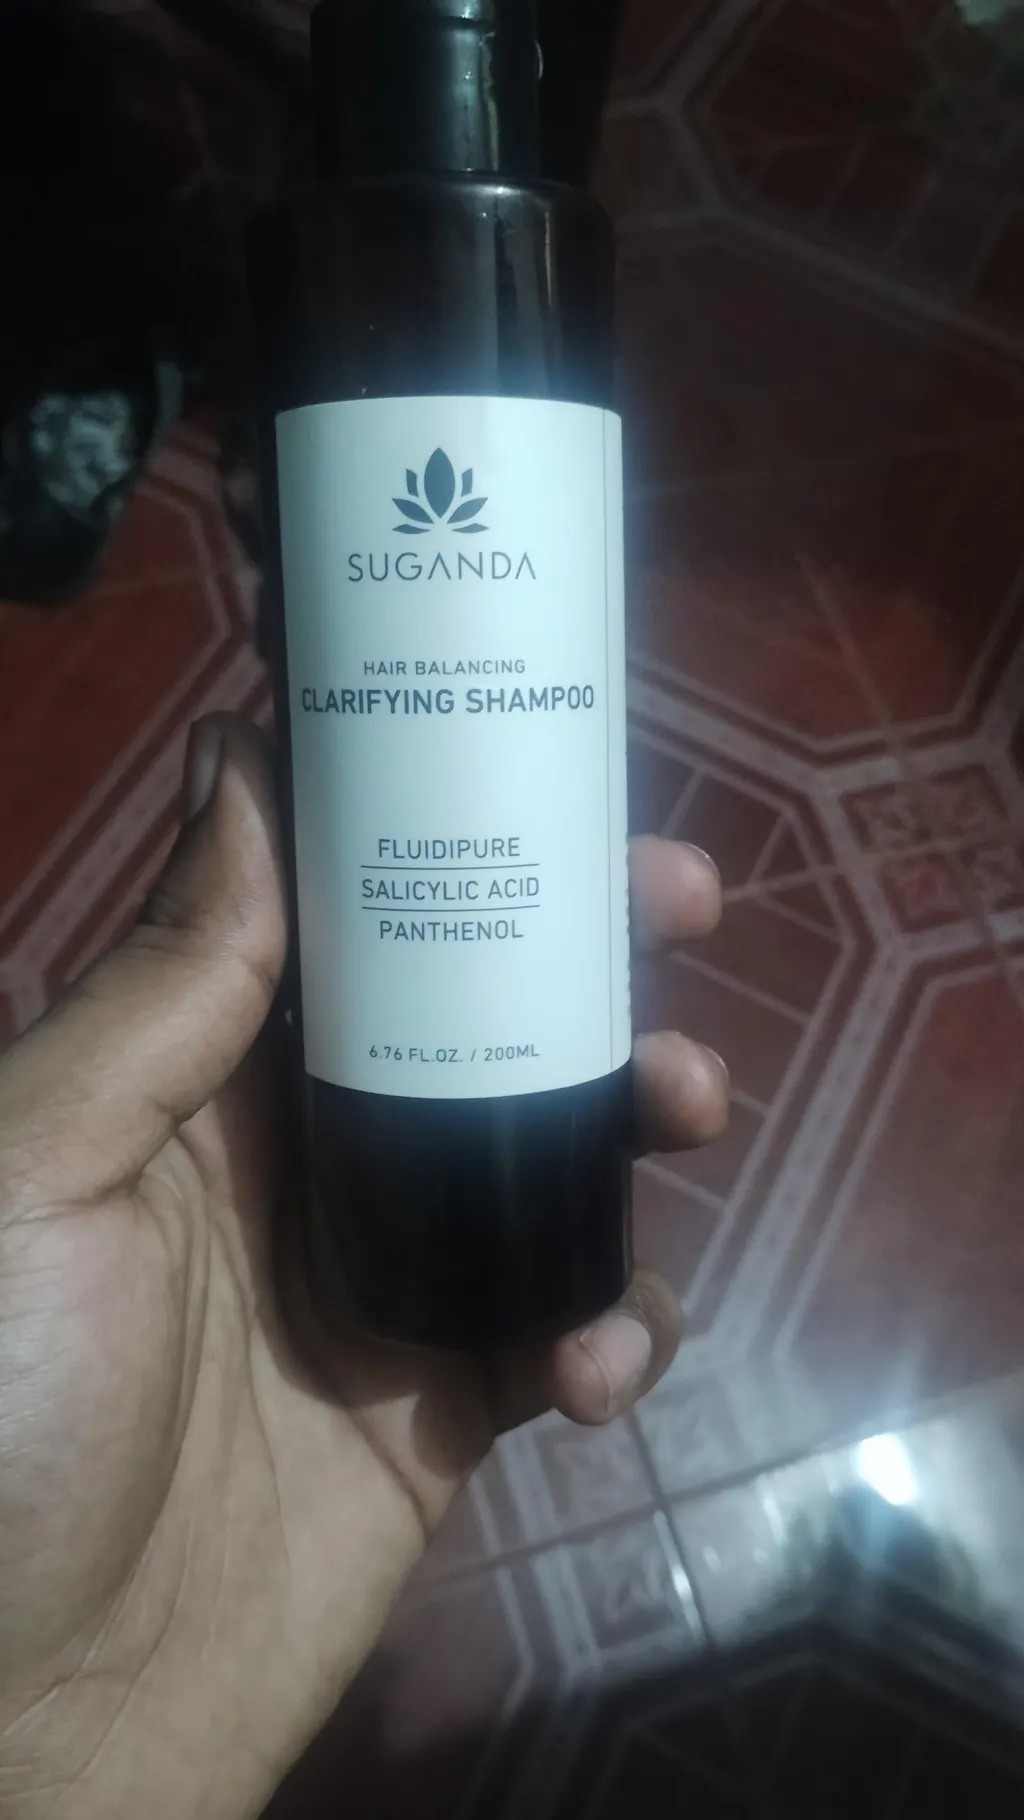 SUGANDA
HAIR BALANCING
CLARIFYING SHAMPOO
FLUIDIPURE
SALICYLIC ACID
PANTHENOL
6.76 FL.OZ. / 200ML